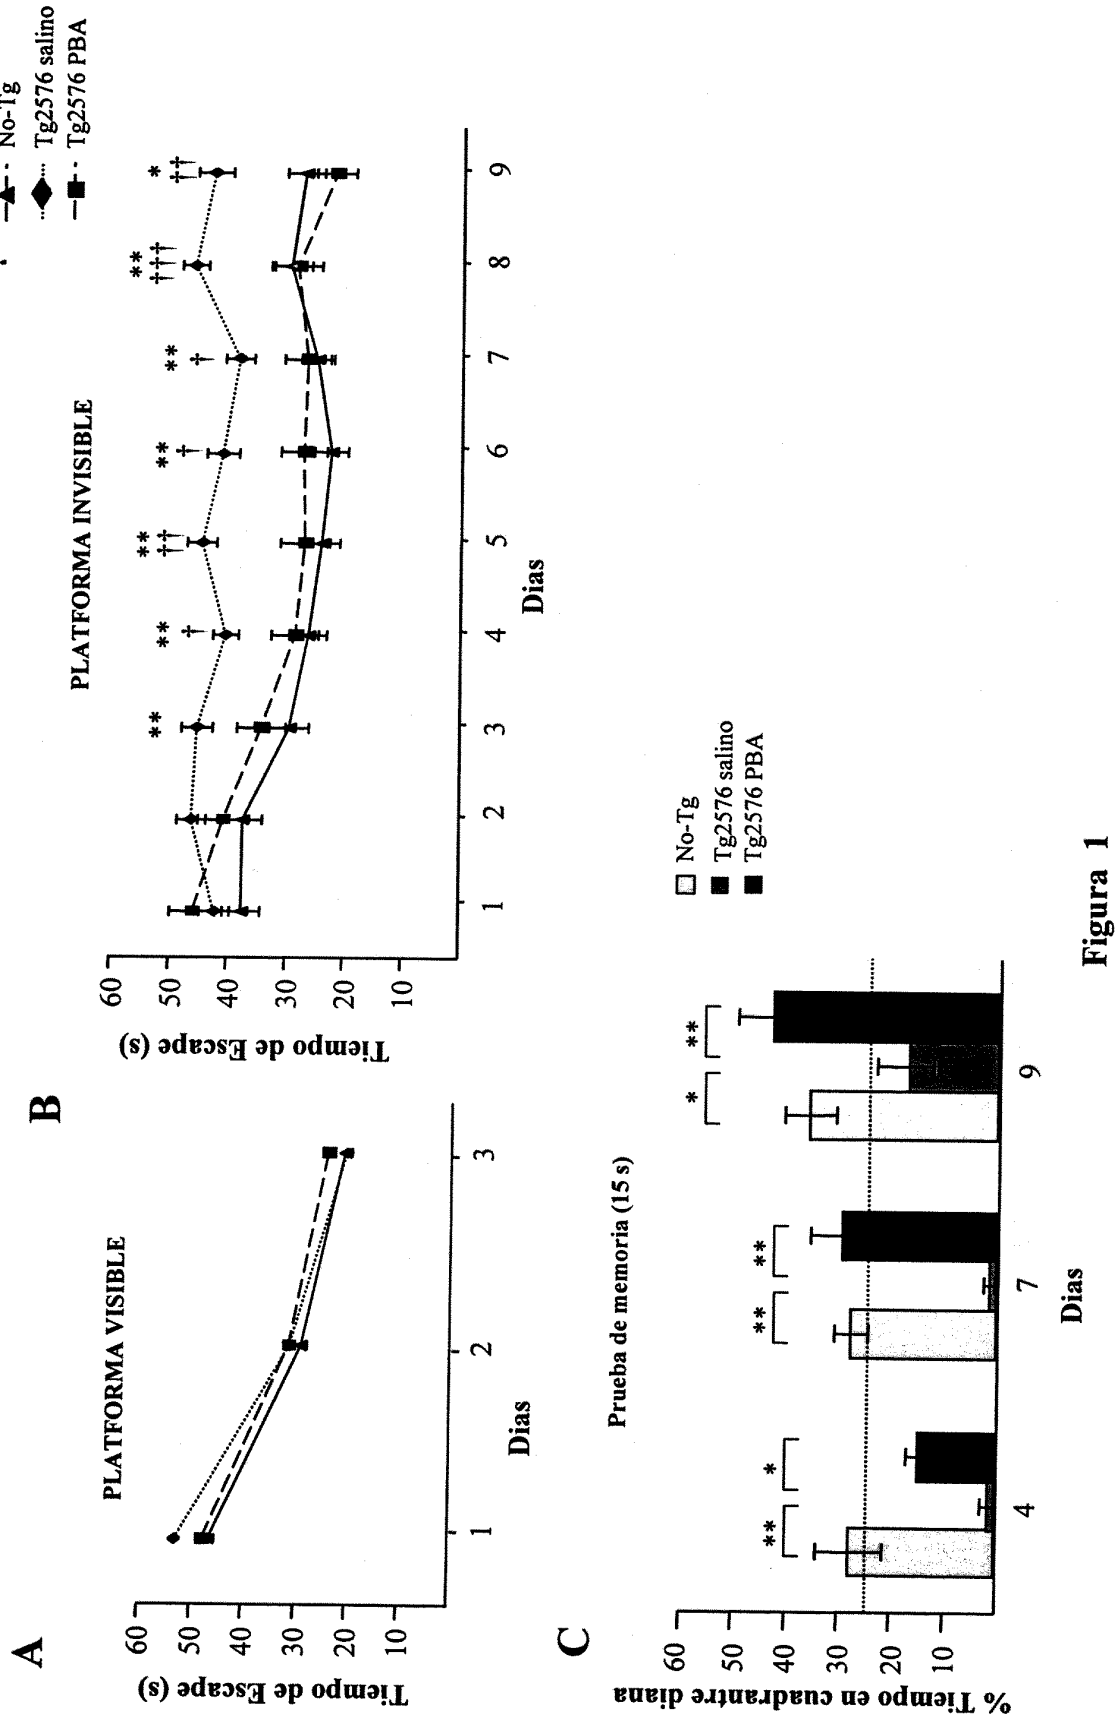 A
PLATFORMA VISIBLE
Tiempo de Escape (s)
60
50
40
30
20
10
1
2
3
Dias
B
PLATFORMA INVISIBLE
No-Tg
Tg2576 salino
Tg2576 PBA
Tiempo de Escape (s)
60
50
40
30
20
10
**
** †
** ††
** †
** †
** †††
* ††
1
2
3
4
5
6
7
8
9
Dias
C
Prueba de memoria (15 s)
No-Tg
Tg2576 salino
Tg2576 PBA
% Tiempo en cuadrantre diana
60
50
40
30
20
10
**
*
**
**
*
**
4
7
9
Dias
Figura 1